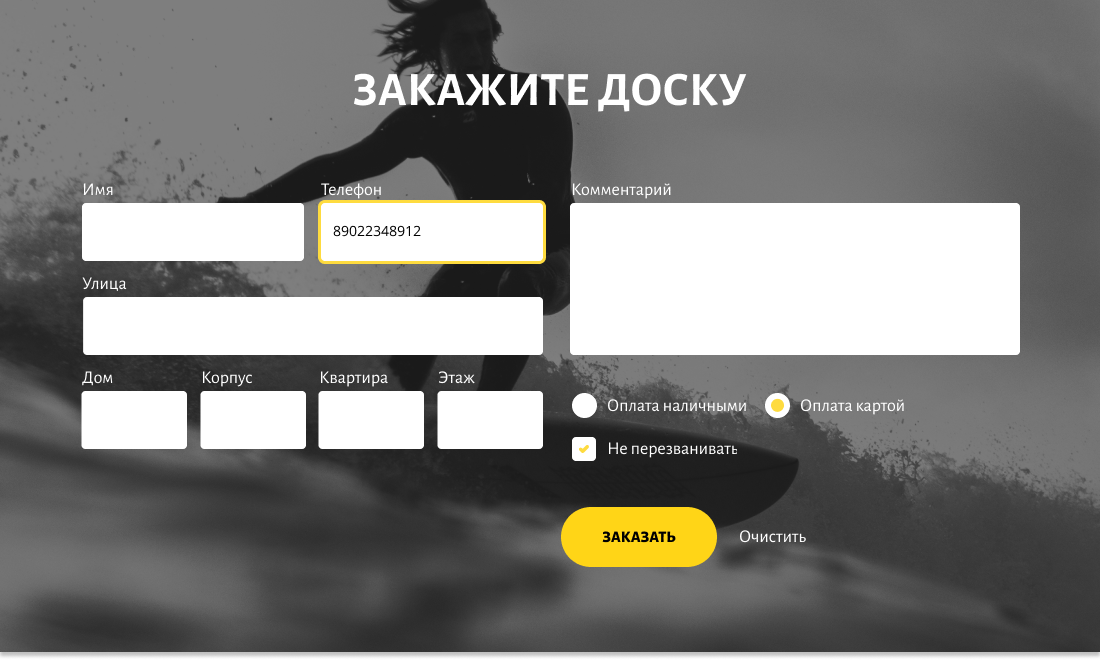 ЗАКАЖИТЕ ДОСКУ
Имя
Телефон
89022348912
Комментарий
Улица
Дом
Корпус
Квартира
Этаж
Оплата наличными
Оплата картой
Не перезванивать
ЗАКАЗАТЬ
Очистить